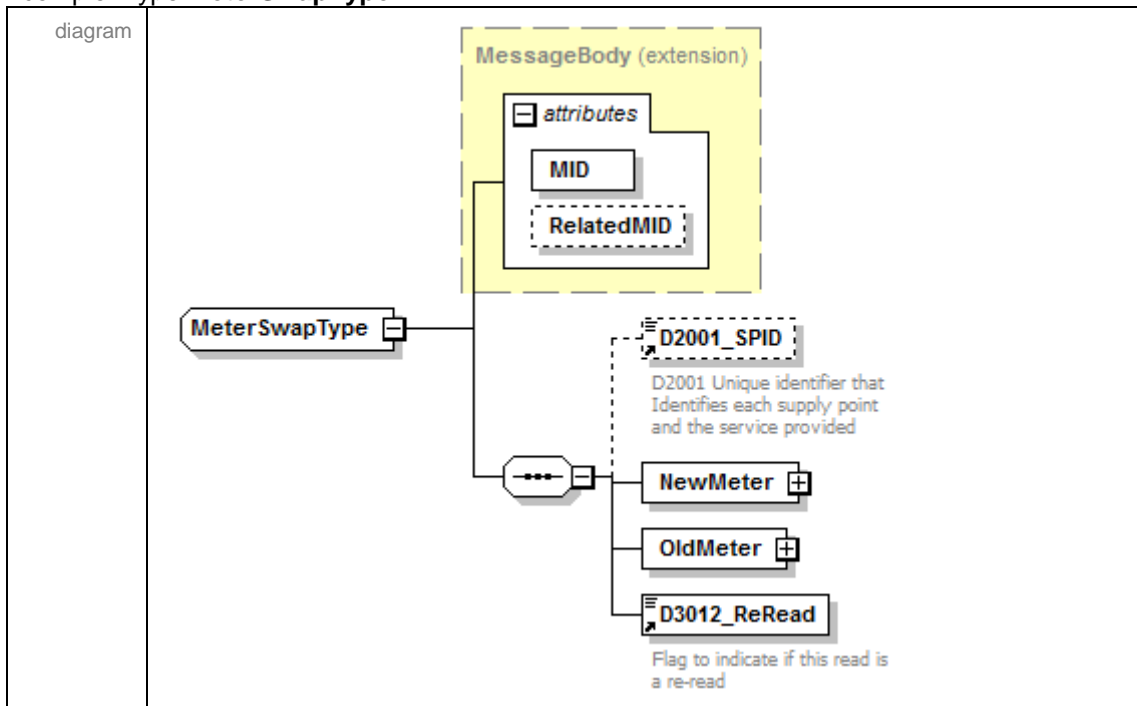 diagram
MessageBody (extension)
attributes
MID
RelatedMID
MeterSwapType
D2001_SPID
D2001 Unique identifier that
Identifies each supply point
and the service provided
NewMeter
OldMeter
D3012_ReRead
Flag to indicate if this read is
a re-read